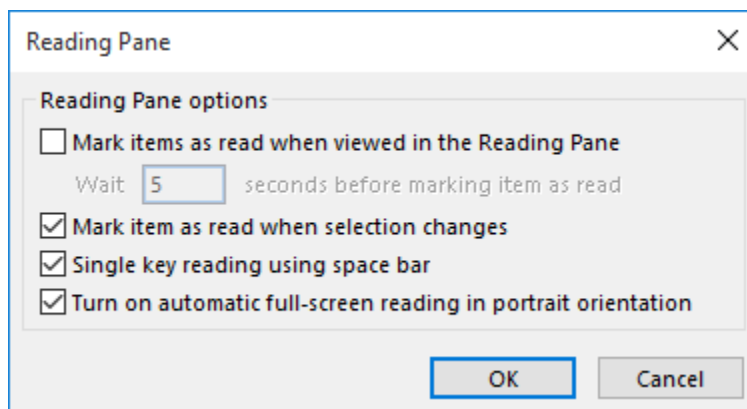 Reading Pane
Reading Pane options
Mark items as read when viewed in the Reading Pane
Wait 5 seconds before marking item as read
Mark item as read when selection changes
Single key reading using space bar
Turn on automatic full-screen reading in portrait orientation
OK Cancel